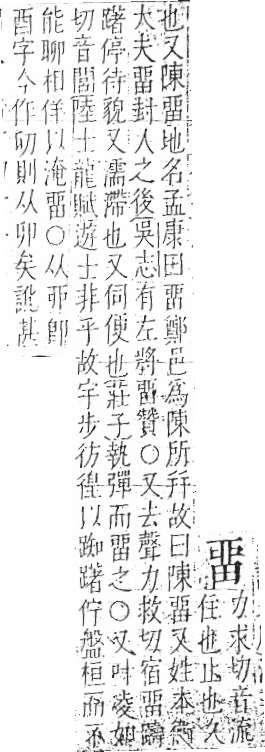 畱
力求切音流
住也止也久
也又陳畱地名孟康曰畱鄭邑爲陳所幷故曰陳畱又姓本衞
大夫畱封人之後吳志有左將畱贊○又去聲力救切宿畱躊
躇停待貌又濡滯也又伺便也莊子執彈而畱之○又叶凌如
切音閭陸士龍賦遊士非乎故宇步彷徨以踟躇佇盤桓而不
能聊相佯以淹畱○从丣卽
酉字今作㽞則从卯矣說甚